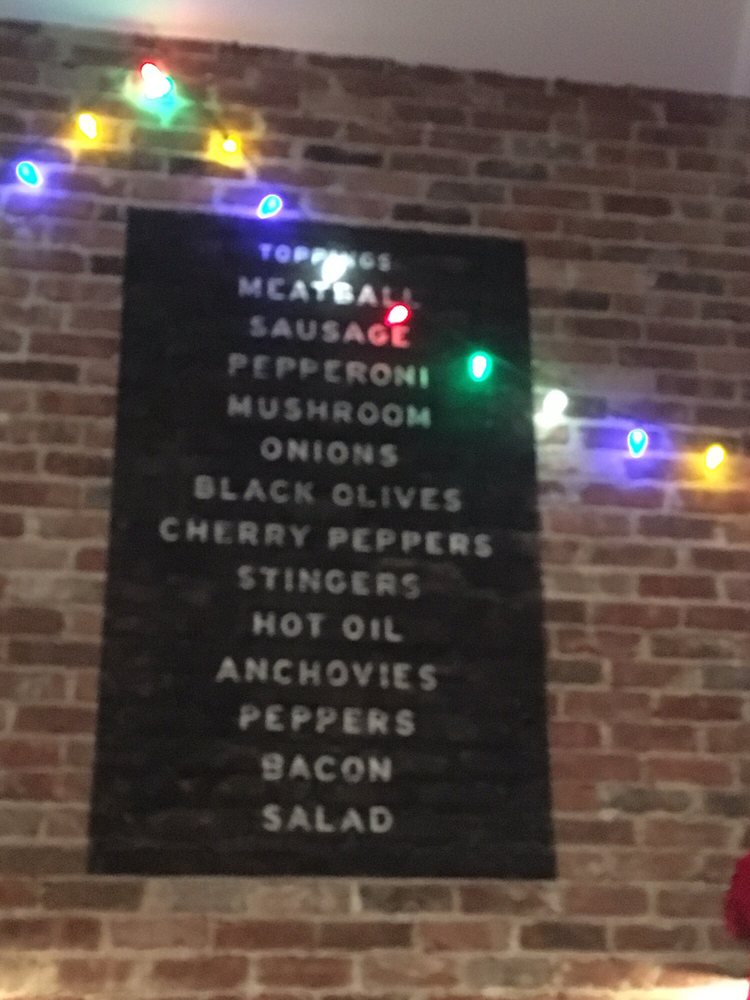 TOPPINGS
MEATBALL
SAUSAGE
PEPPERONI
MUSHROOM
ONIONS
BLACK OLIVES
CHERRY PEPPERS
STINGERS
HOT OIL
ANCHOVIES
PEPPERS
BACON
SALAD